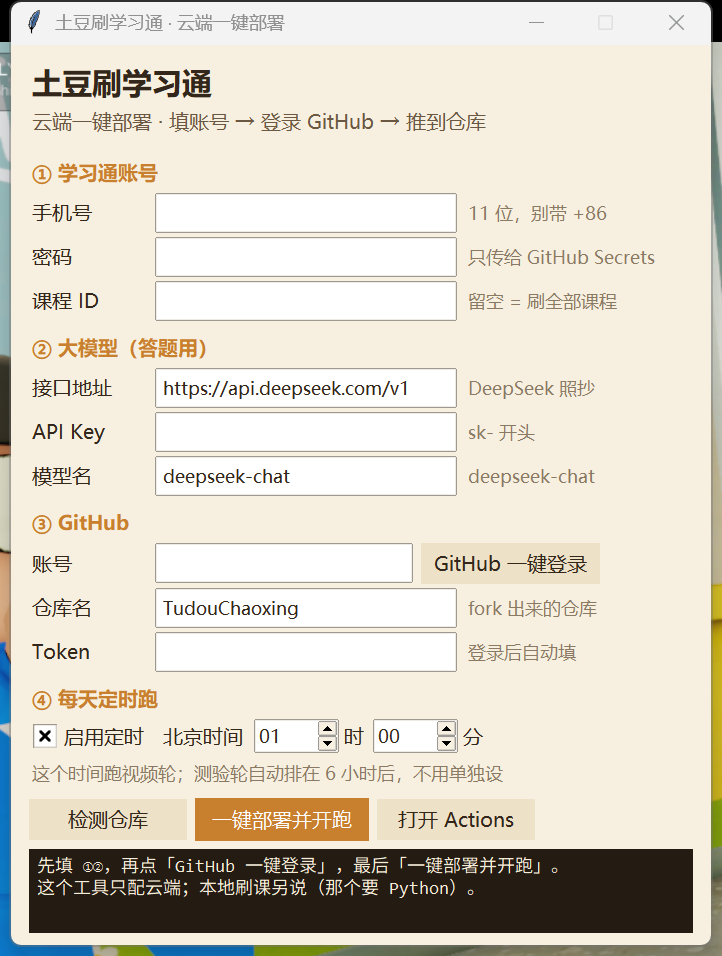 土豆刷学习通 · 云端一键部署
土豆刷学习通
云端一键部署 · 填账号 → 登录 GitHub → 推到仓库
① 学习通账号
手机号 11 位，别带 +86
密码 只传给 GitHub Secrets
课程 ID 留空 = 刷全部课程
② 大模型（答题用）
接口地址 https://api.deepseek.com/v1 DeepSeek 照抄
API Key sk- 开头
模型名 deepseek-chat deepseek-chat
③ GitHub
账号 GitHub 一键登录
仓库名 TudouChaoxing fork 出来的仓库
Token 登录后自动填
④ 每天定时跑
启用定时 北京时间 01 时 00 分
这个时间跑视频轮；测验轮自动排在 6 小时后，不用单独设
检测仓库 一键部署并开跑 打开 Actions
先填 ①②，再点「GitHub 一键登录」，最后「一键部署并开跑」。
这个工具只配云端；本地刷课另说（那个要 Python）。